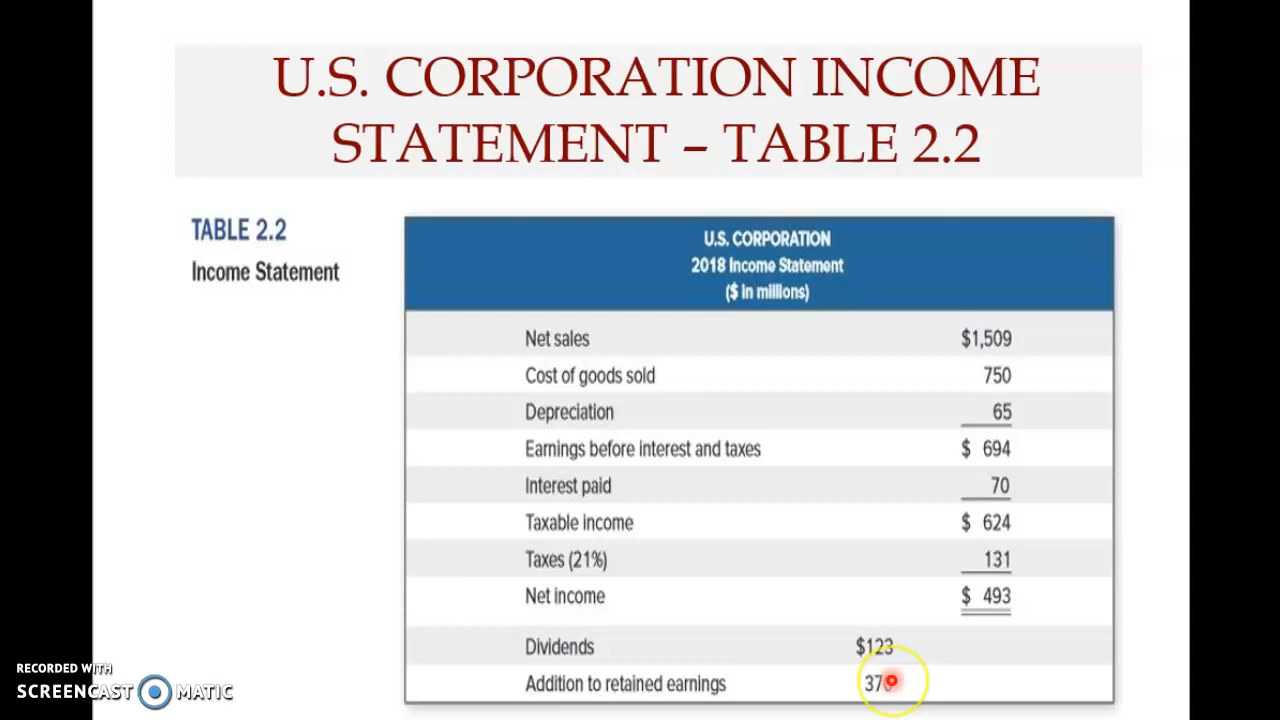 U.S. CORPORATION INCOME
STATEMENT – TABLE 2.2
TABLE 2.2
Income Statement
U.S. CORPORATION
2018 Income Statement
($ in millions)
Net sales $1,509
Cost of goods sold 750
Depreciation 65
Earnings before interest and taxes $ 694
Interest paid 70
Taxable income $ 624
Taxes (21%) 131
Net income $ 493
Dividends $123
Addition to retained earnings
RECORDED WITH
SCREENCAST MATIC